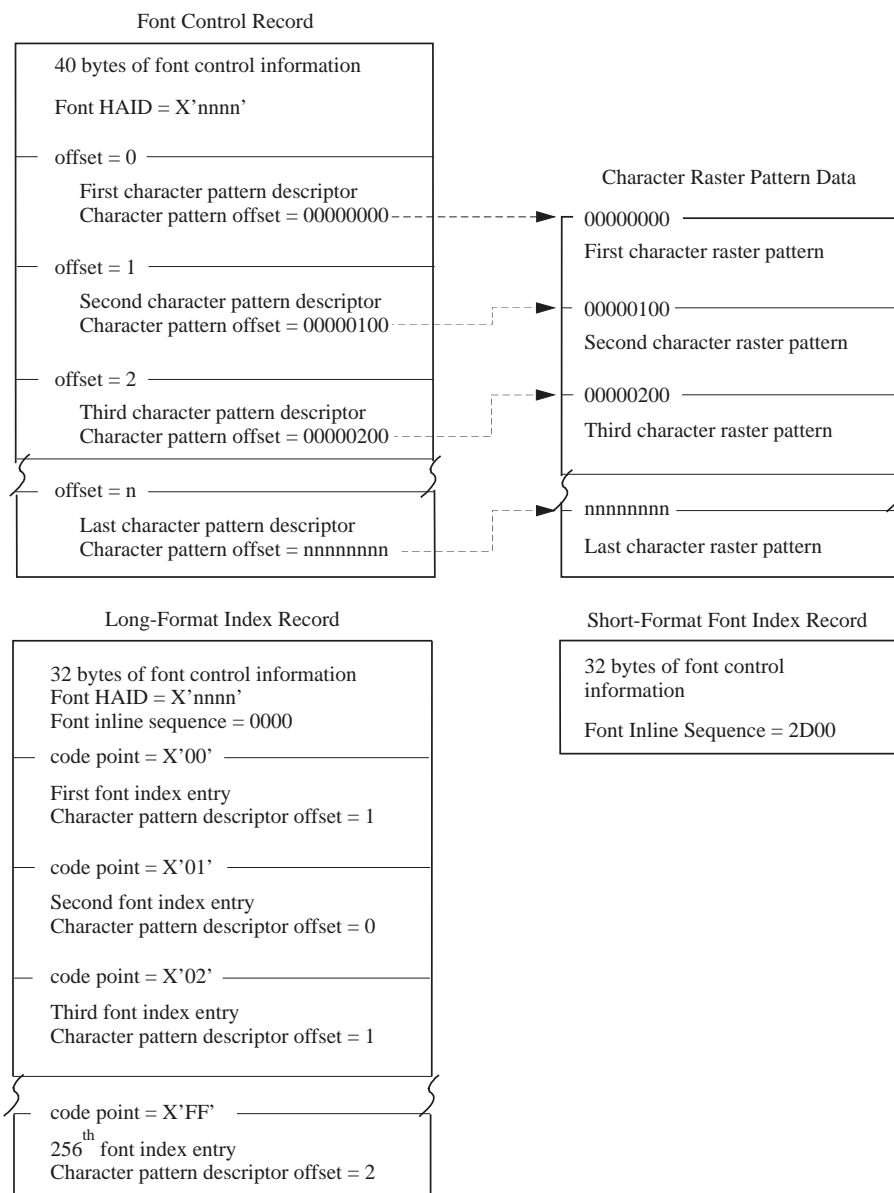 Font Control Record
40 bytes of font control information
Font HAID = X’nnnn’
offset = 0
First character pattern descriptor
Character pattern offset = 00000000
offset = 1
Second character pattern descriptor
Character pattern offset = 00000100
offset = 2
Third character pattern descriptor
Character pattern offset = 00000200
offset = n
Last character pattern descriptor
Character pattern offset = nnnnnnnn
Character Raster Pattern Data
00000000
First character raster pattern
00000100
Second character raster pattern
00000200
Third character raster pattern
nnnnnnnn
Last character raster pattern
Long-Format Index Record
32 bytes of font control information
Font HAID = X’nnnn’
Font inline sequence = 0000
code point = X’00’
First font index entry
Character pattern descriptor offset = 1
code point = X’01’
Second font index entry
Character pattern descriptor offset = 0
code point = X’02’
Third font index entry
Character pattern descriptor offset = 1
code point = X’FF’
256th font index entry
Character pattern descriptor offset = 2
Short-Format Font Index Record
32 bytes of font control
information
Font Inline Sequence = 2D00